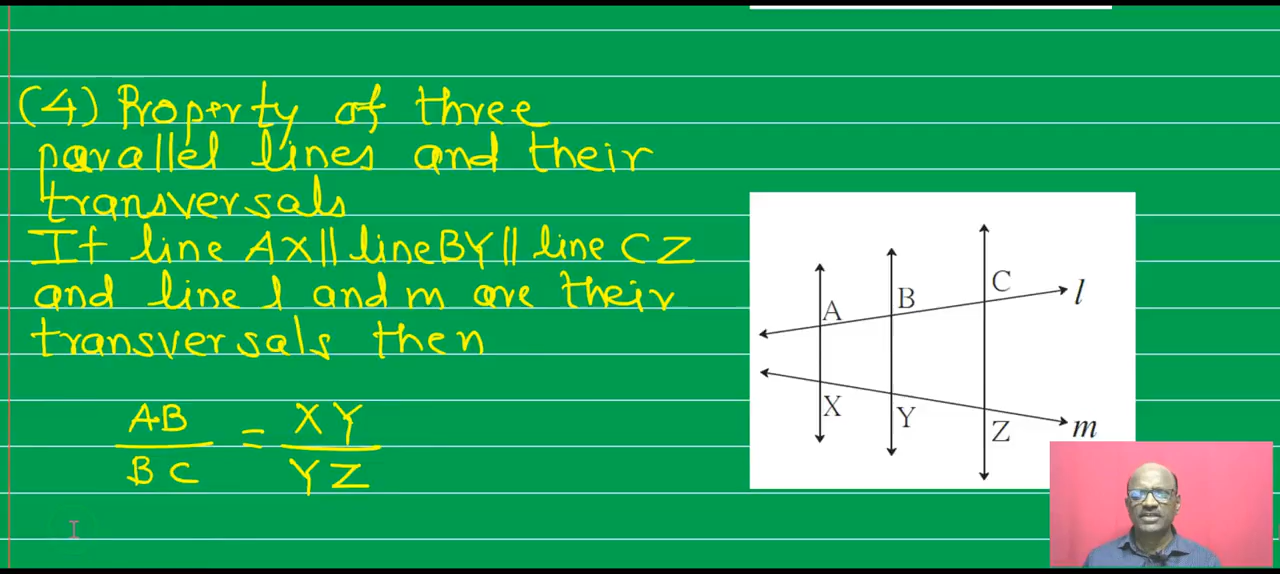 (4) Property of three
parallel lines and their
transversals
If line AX || line BY || line CZ
and line l and m are their
transversals then
AB/BC = XY/YZ
A B C l
X Y Z m